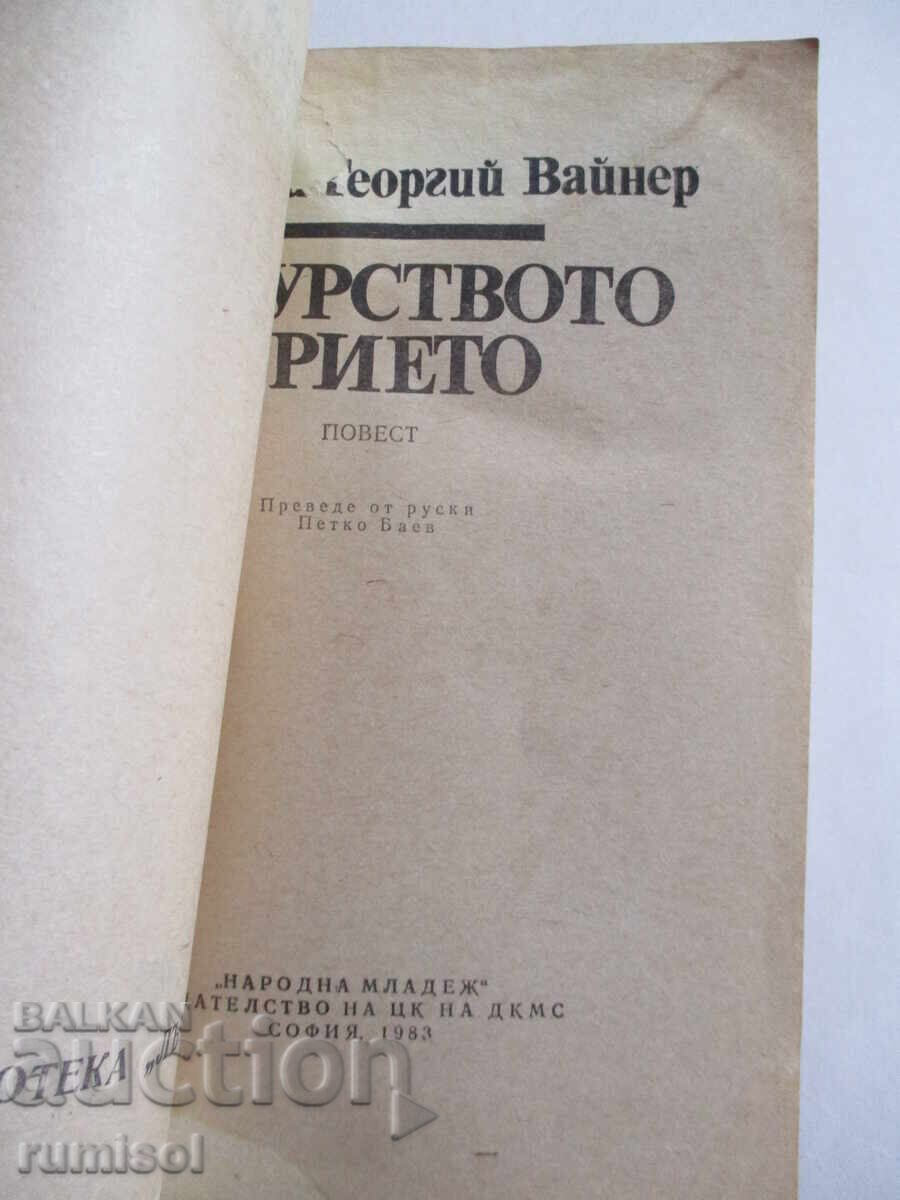 Георгий Вайнер
УРСТВОТО
РИЕТО
ПОВЕСТ
Преведе от руски
Петко Баев
„НАРОДНА МЛАДЕЖ“
АТЕЛСТВО НА ЦК НА ДКМС
СОФИЯ, 1983
ОТЕКА „
BALKAN
auction
rumisol